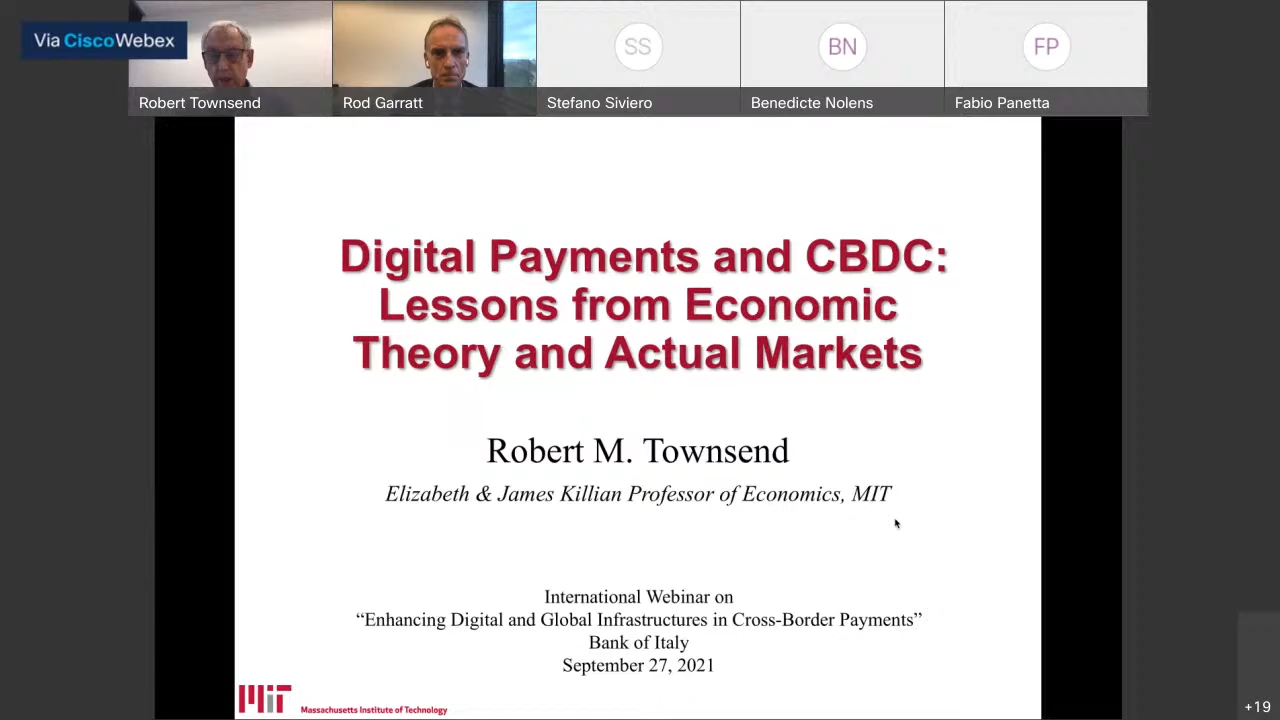 Via Cisco Webex
SS
BN
FP
Robert Townsend
Rod Garratt
Stefano Siviero
Benedicte Nolens
Fabio Panetta
Digital Payments and CBDC:
Lessons from Economic
Theory and Actual Markets
Robert M. Townsend
Elizabeth & James Killian Professor of Economics, MIT
International Webinar on
“Enhancing Digital and Global Infrastructures in Cross-Border Payments”
Bank of Italy
September 27, 2021
MIT
Massachusetts Institute of Technology
+19